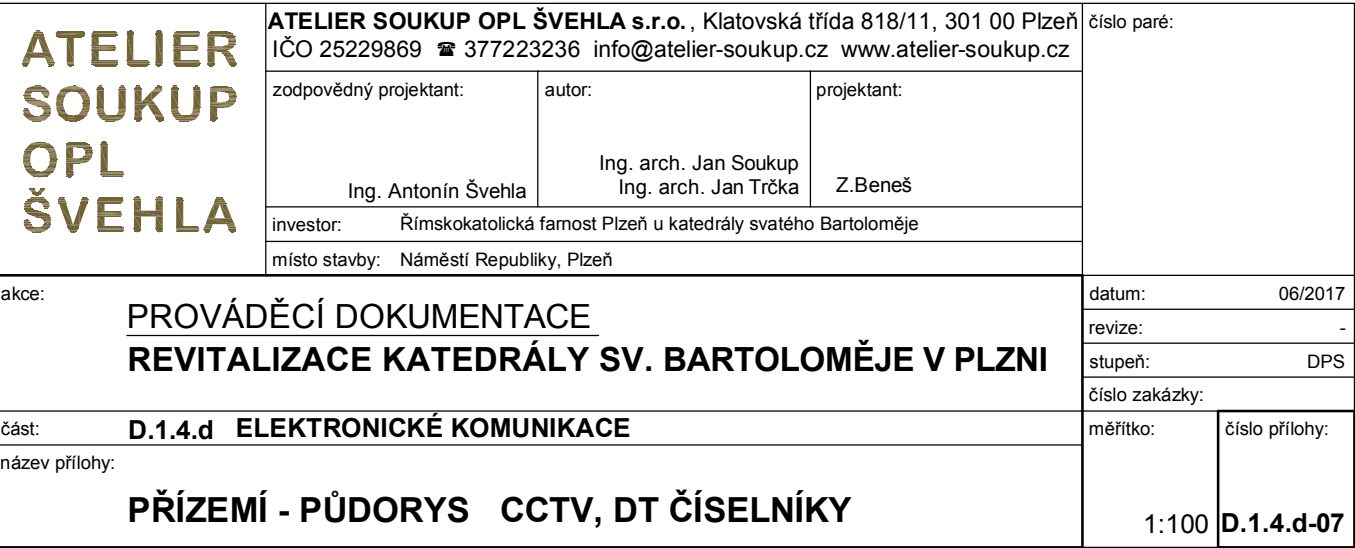 ATELIER
SOUKUP
OPL
ŠVEHLA
ATELIER SOUKUP OPL ŠVEHLA s.r.o. , Klatovská třída 818/11, 301 00 Plzeň
IČO 25229869 ☎ 377223236 info@atelier-soukup.cz www.atelier-soukup.cz
číslo paré:
zodpovědný projektant:
Ing. Antonín Švehla
autor:
Ing. arch. Jan Soukup
Ing. arch. Jan Trčka
projektant:
Z.Beneš
investor: Římskokatolická farnost Plzeň u katedrály svatého Bartoloměje
místo stavby: Náměstí Republiky, Plzeň
akce:
PROVÁDĚCÍ DOKUMENTACE
REVITALIZACE KATEDRÁLY SV. BARTOLOMĚJE V PLZNI
datum: 06/2017
revize: -
stupeň: DPS
číslo zakázky:
část: D.1.4.d ELEKTRONICKÉ KOMUNIKACE
název přílohy:
PŘÍZEMÍ - PŮDORYS CCTV, DT ČÍSELNÍKY
měřítko:
1:100
číslo přílohy:
D.1.4.d-07